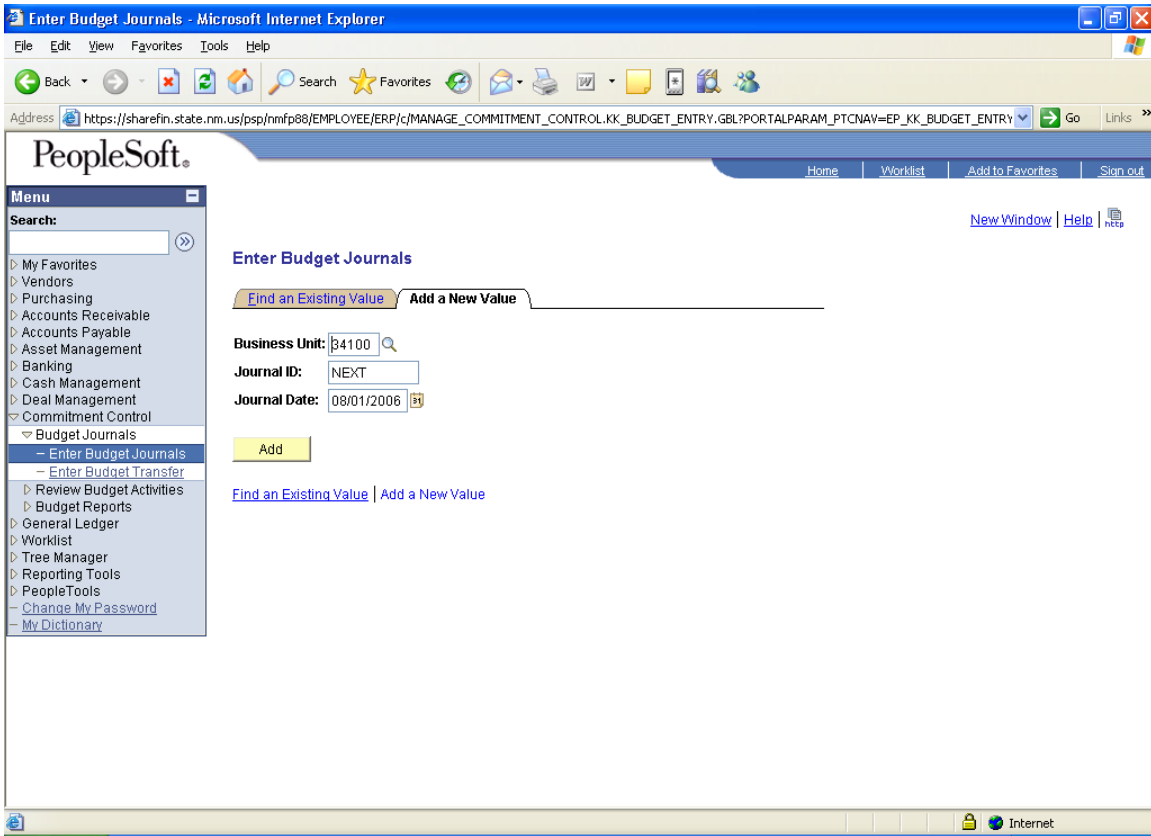 Enter Budget Journals - Microsoft Internet Explorer
File Edit View Favorites Tools Help
Back Search Favorites
Address https://sharefin.state.nm.us/psp/nmfp88/EMPLOYEE/ERP/c/MANAGE_COMMITMENT_CONTROL.KK_BUDGET_ENTRY.GBL?PORTALPARAM_PTCNAV=EP_KK_BUDGET_ENTRY Go Links »
PeopleSoft.
Home Worklist Add to Favorites Sign out
Menu
New Window | Help | http
Search:
My Favorites
Vendors
Purchasing
Accounts Receivable
Accounts Payable
Asset Management
Banking
Cash Management
Deal Management
Commitment Control
Budget Journals
– Enter Budget Journals
– Enter Budget Transfer
Review Budget Activities
Budget Reports
General Ledger
Worklist
Tree Manager
Reporting Tools
PeopleTools
– Change My Password
– My Dictionary
Enter Budget Journals
Find an Existing Value Add a New Value
Business Unit: 34100
Journal ID: NEXT
Journal Date: 08/01/2006 31
Add
Find an Existing Value | Add a New Value
Internet